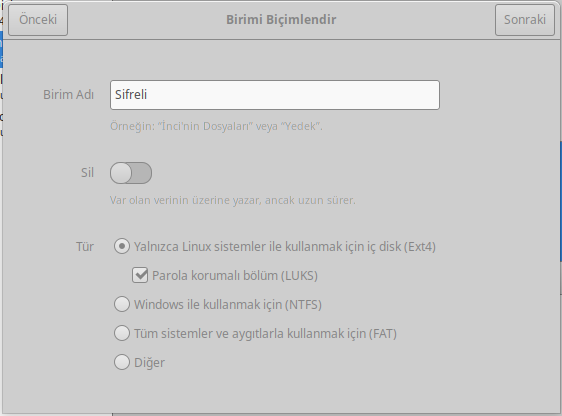 Önceki
Birimi Biçimlendir
Sonraki
Birim Adı
Sifreli
Örneğin: “İnci'nin Dosyaları” veya “Yedek”.
Sil
Var olan verinin üzerine yazar, ancak uzun sürer.
Tür
Yalnızca Linux sistemler ile kullanmak için iç disk (Ext4)
Parola korumalı bölüm (LUKS)
Windows ile kullanmak için (NTFS)
Tüm sistemler ve aygıtlarla kullanmak için (FAT)
Diğer